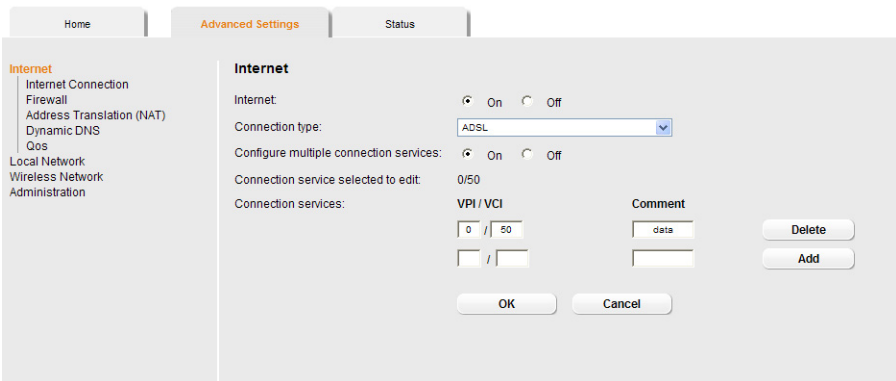 Home Advanced Settings Status
Internet
Internet Connection
Firewall
Address Translation (NAT)
Dynamic DNS
Qos
Local Network
Wireless Network
Administration
Internet
Internet: On Off
Connection type: ADSL
Configure multiple connection services: On Off
Connection service selected to edit: 0/50
Connection services: VPI / VCI Comment
0 / 50 data Delete
/ Add
OK Cancel